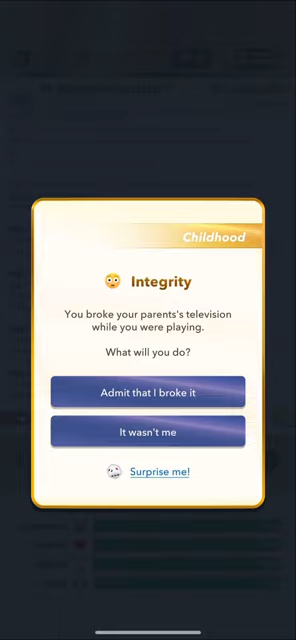 Childhood
Integrity
You broke your parents's television
while you were playing.
What will you do?
Admit that I broke it
It wasn't me
Surprise me!